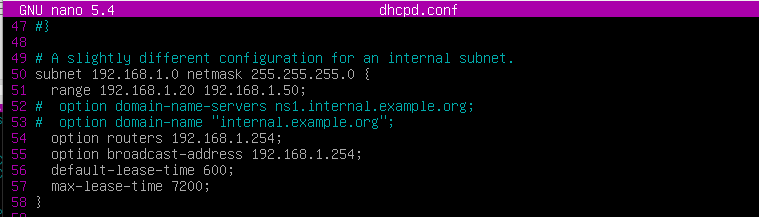 GNU nano 5.4 dhcpd.conf
47 #}
48
49 # A slightly different configuration for an internal subnet.
50 subnet 192.168.1.0 netmask 255.255.255.0 {
51   range 192.168.1.20 192.168.1.50;
52 #  option domain-name-servers ns1.internal.example.org;
53 #  option domain-name "internal.example.org";
54   option routers 192.168.1.254;
55   option broadcast-address 192.168.1.254;
56   default-lease-time 600;
57   max-lease-time 7200;
58 }